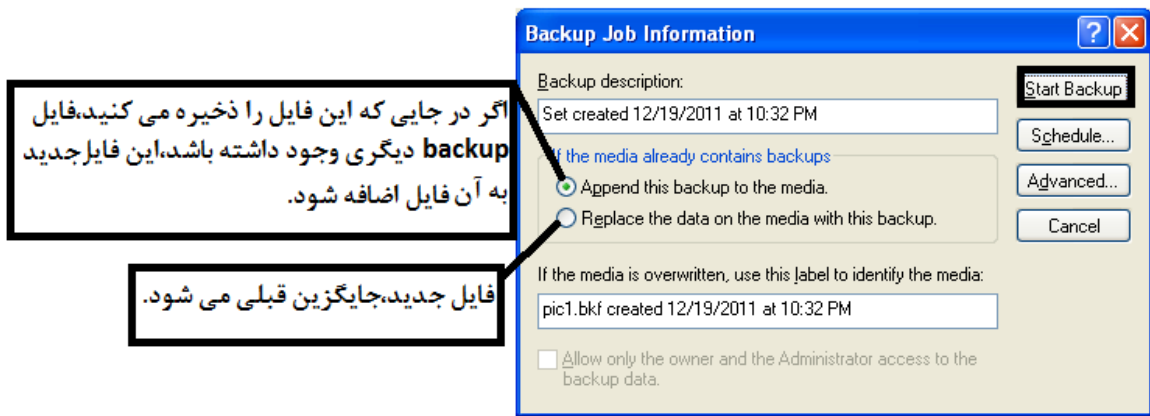 Backup Job Information
Backup description:
Set created 12/19/2011 at 10:32 PM
If the media already contains backups
Append this backup to the media.
Replace the data on the media with this backup.
If the media is overwritten, use this label to identify the media:
pic1.bkf created 12/19/2011 at 10:32 PM
Allow only the owner and the Administrator access to the
backup data.
Start Backup
Schedule...
Advanced...
Cancel
اگر در جایی که این فایل را ذخیره می کنید،فایل
backup دیگری وجود داشته باشد،این فایل جدید
به آن فایل اضافه شود.
فایل جدید،جایگزین قبلی می شود.